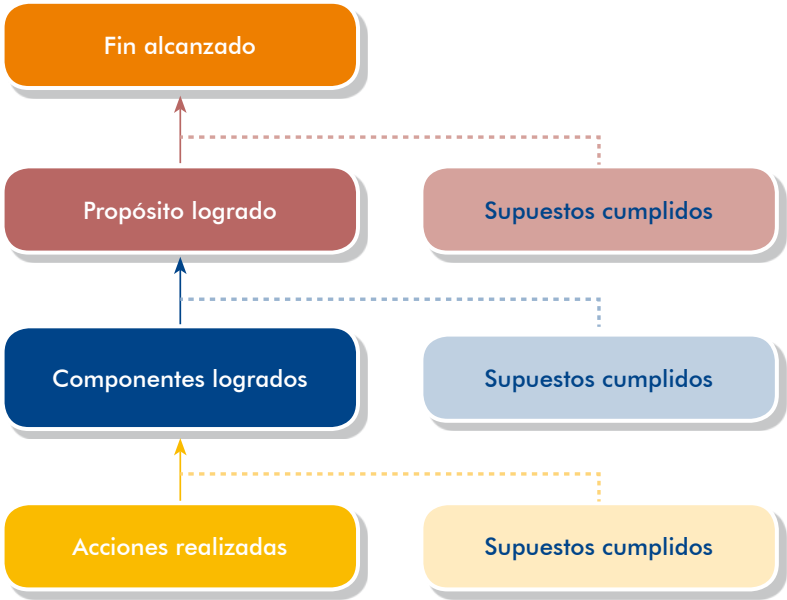 Fin alcanzado
Propósito logrado
Supuestos cumplidos
Componentes logrados
Supuestos cumplidos
Acciones realizadas
Supuestos cumplidos